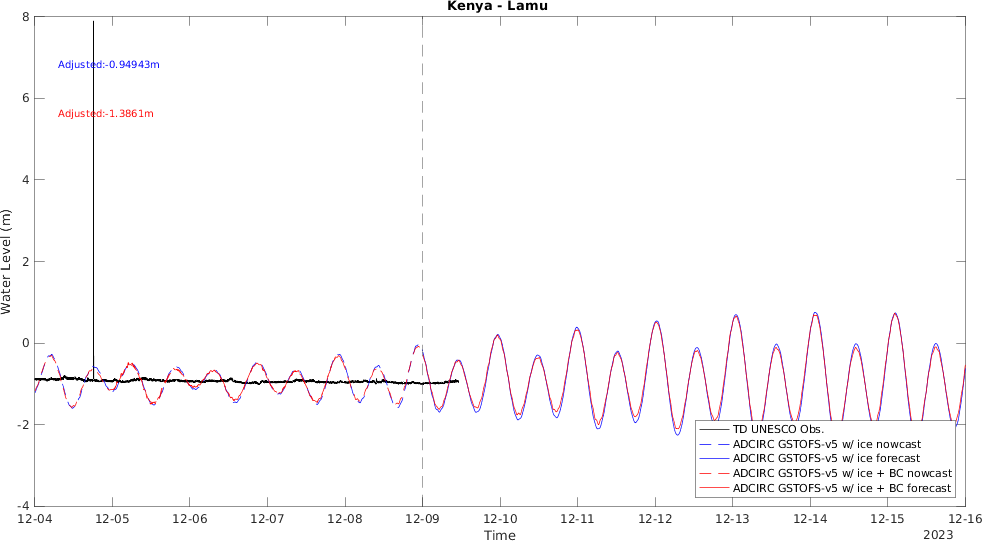 Kenya - Lamu
8
6
4
2
0
-2
-4
Water Level (m)
Adjusted:-0.94943m
Adjusted:-1.3861m
TD UNESCO Obs.
ADCIRC GSTOFS-v5 w/ ice nowcast
ADCIRC GSTOFS-v5 w/ ice forecast
ADCIRC GSTOFS-v5 w/ ice + BC nowcast
ADCIRC GSTOFS-v5 w/ ice + BC forecast
12-04 12-05 12-06 12-07 12-08 12-09 12-10 12-11 12-12 12-13 12-14 12-15 12-16
Time
2023